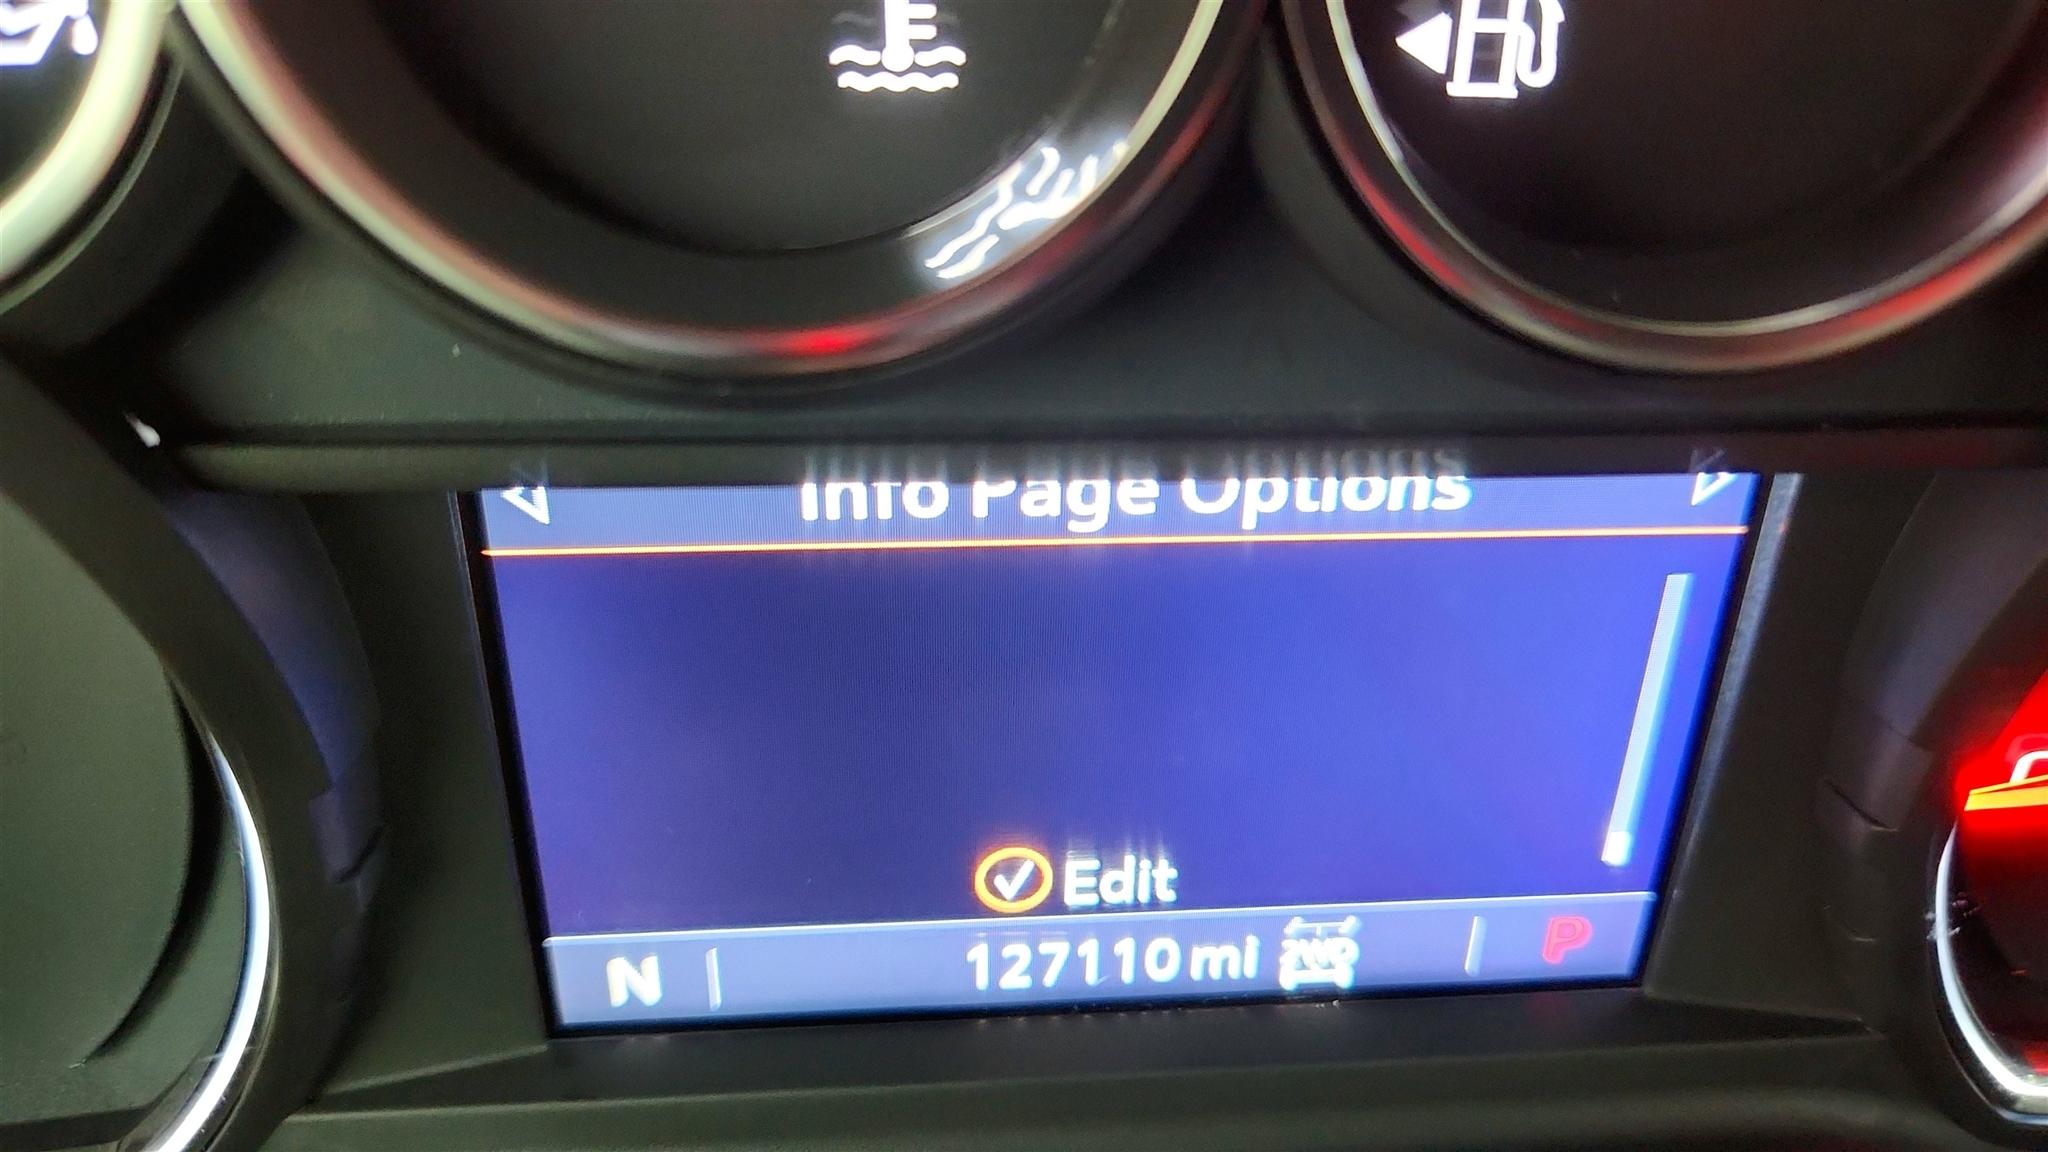 Info Page Options
Edit
N 127110 mi 2WD P